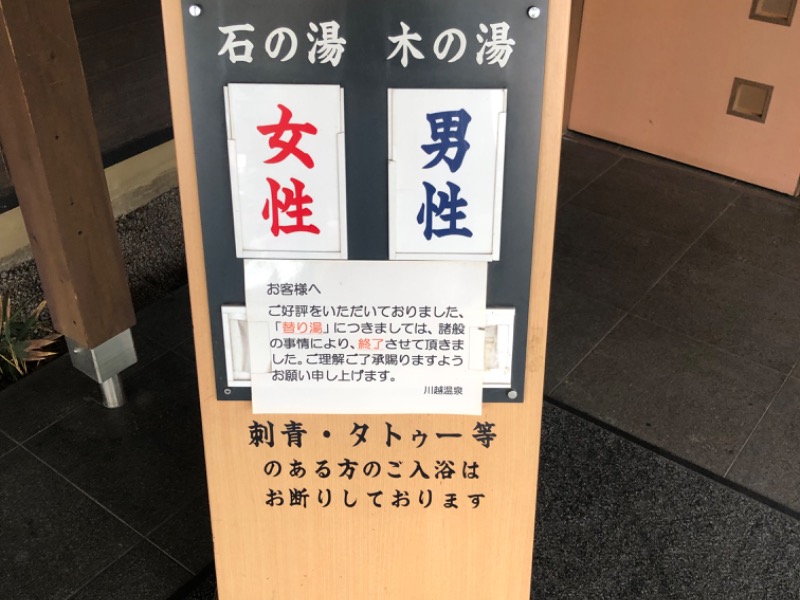 石の湯 木の湯
女性 男性
お客様へ
ご好評をいただいておりました、
「替り湯」につきましては、諸般
の事情により、終了させて頂きま
した。ご理解ご了承賜りますよう
お願い申し上げます。
川越温泉
刺青・タトゥー等
のある方のご入浴は
お断りしております